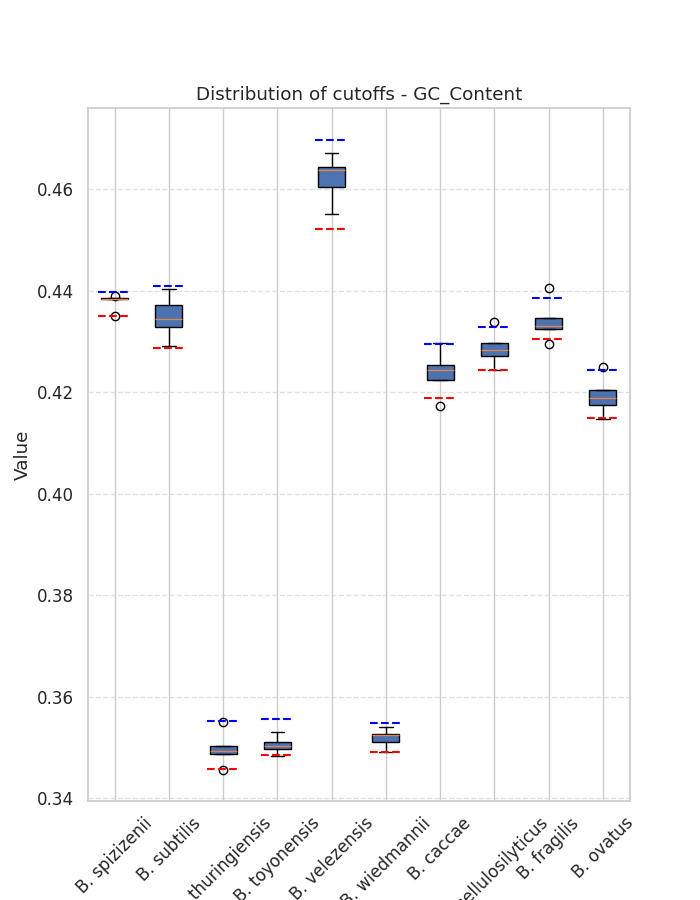 Distribution of cutoffs - GC_Content
Value
0.46
0.44
0.42
0.40
0.38
0.36
0.34
B. spizizenii
B. subtilis
thuringiensis
B. toyonensis
B. velezensis
B. wiedmannii
B. caccae
cellulosilyticus
B. fragilis
B. ovatus